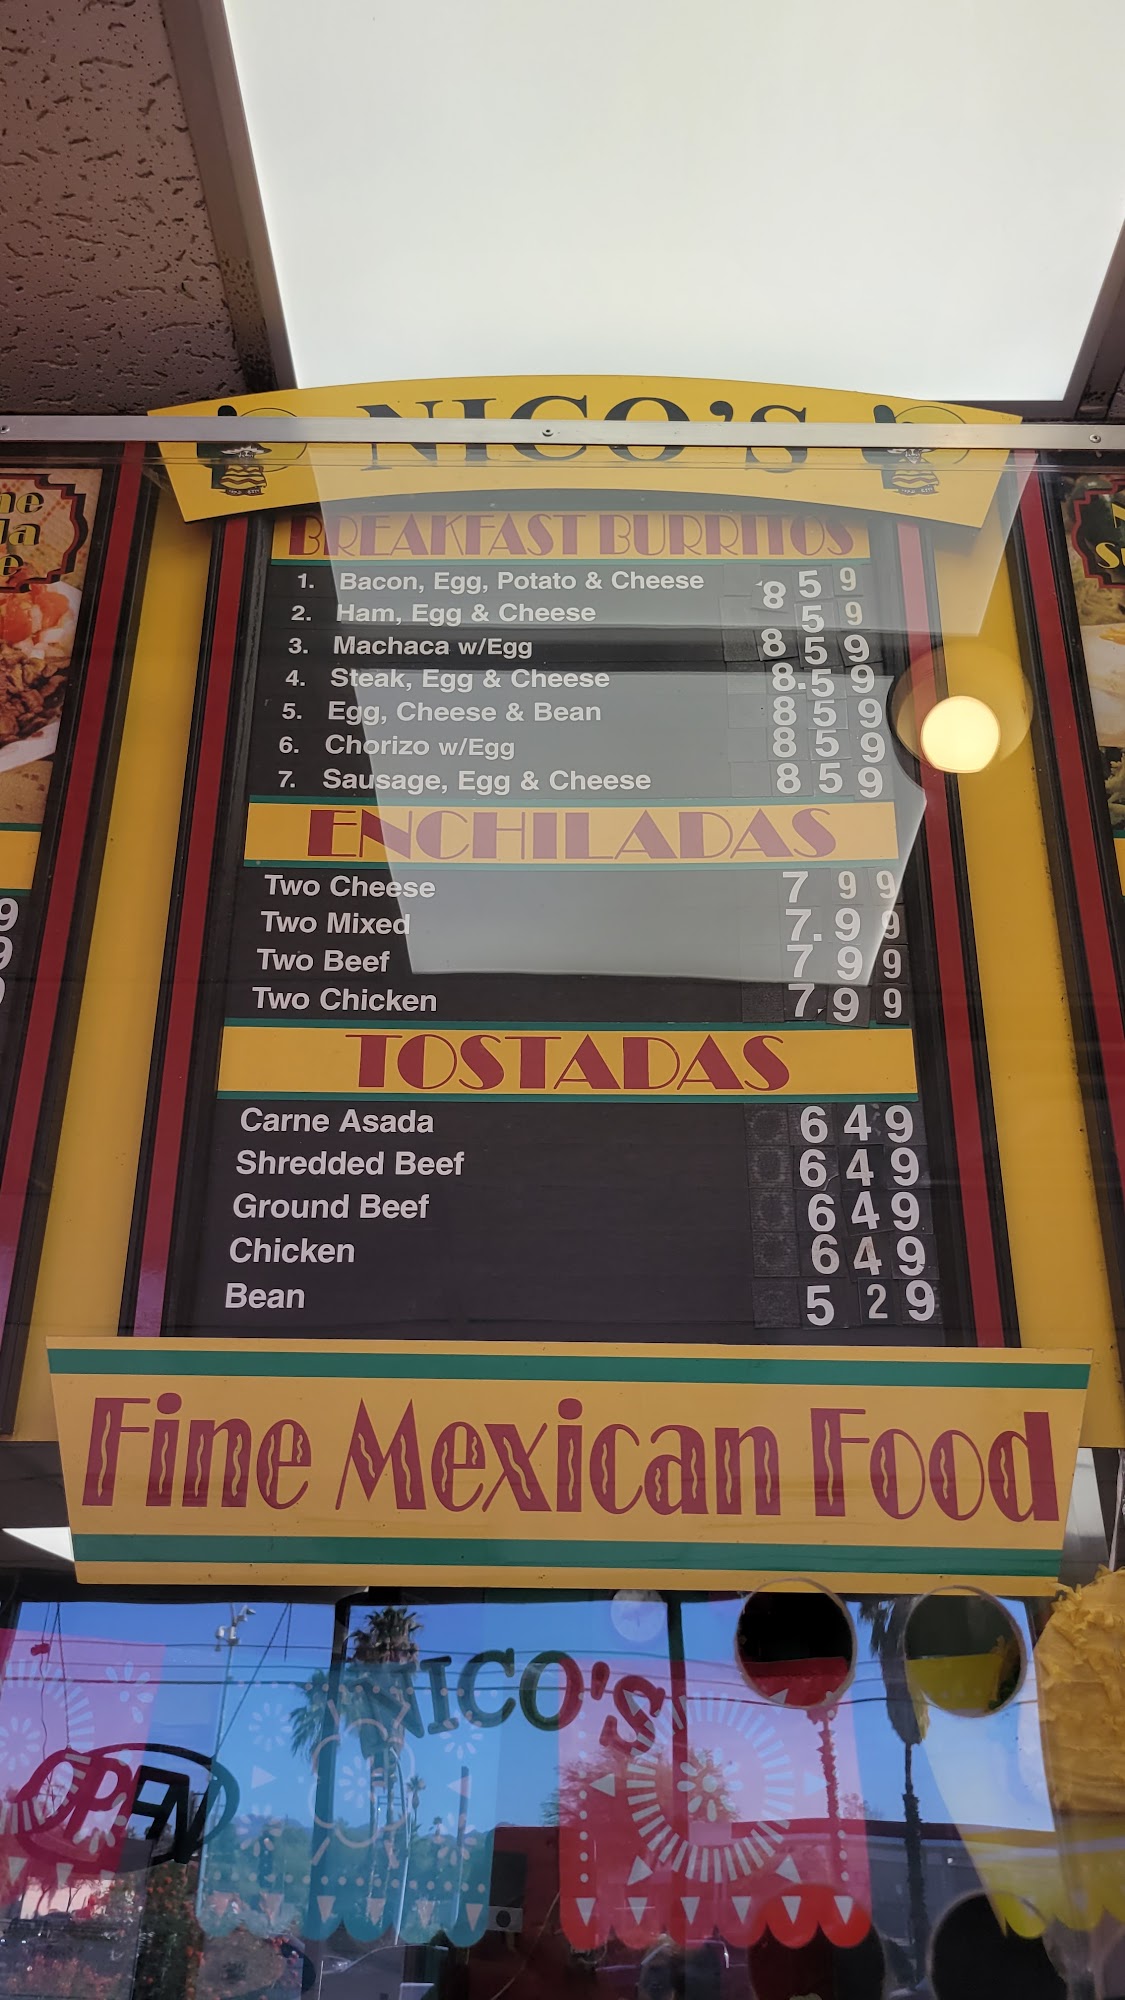 NICO'S
BREAKFAST BURRITOS
1. Bacon, Egg, Potato & Cheese 8 5 9
2. Ham, Egg & Cheese 8 5 9
3. Machaca w/Egg 8 5 9
4. Steak, Egg & Cheese 8.5 9
5. Egg, Cheese & Bean 8 5 9
6. Chorizo w/Egg 8 5 9
7. Sausage, Egg & Cheese 8 5 9
ENCHILADAS
Two Cheese 7 9 9
Two Mixed 7.9 9
Two Beef 7 9 9
Two Chicken 7.9 9
TOSTADAS
Carne Asada 6 4 9
Shredded Beef 6 4 9
Ground Beef 6 4 9
Chicken 6 4 9
Bean 5 2 9
Fine Mexican Food
NICO'S
OPEN